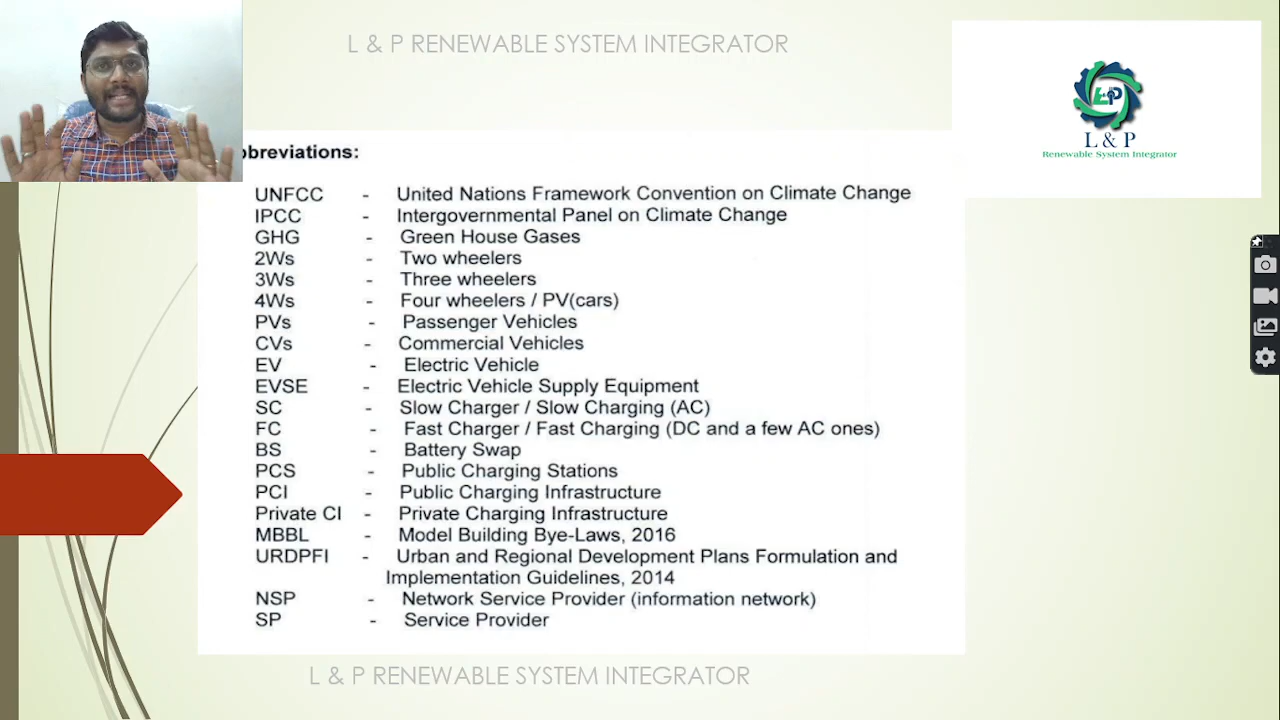 L & P RENEWABLE SYSTEM INTEGRATOR
L & P
Renewable System Integrator
bbreviations:
UNFCC - United Nations Framework Convention on Climate Change
IPCC - Intergovernmental Panel on Climate Change
GHG - Green House Gases
2Ws - Two wheelers
3Ws - Three wheelers
4Ws - Four wheelers / PV(cars)
PVs - Passenger Vehicles
CVs - Commercial Vehicles
EV - Electric Vehicle
EVSE - Electric Vehicle Supply Equipment
SC - Slow Charger / Slow Charging (AC)
FC - Fast Charger / Fast Charging (DC and a few AC ones)
BS - Battery Swap
PCS - Public Charging Stations
PCI - Public Charging Infrastructure
Private CI - Private Charging Infrastructure
MBBL - Model Building Bye-Laws, 2016
URDPFI - Urban and Regional Development Plans Formulation and
Implementation Guidelines, 2014
NSP - Network Service Provider (information network)
SP - Service Provider
L & P RENEWABLE SYSTEM INTEGRATOR